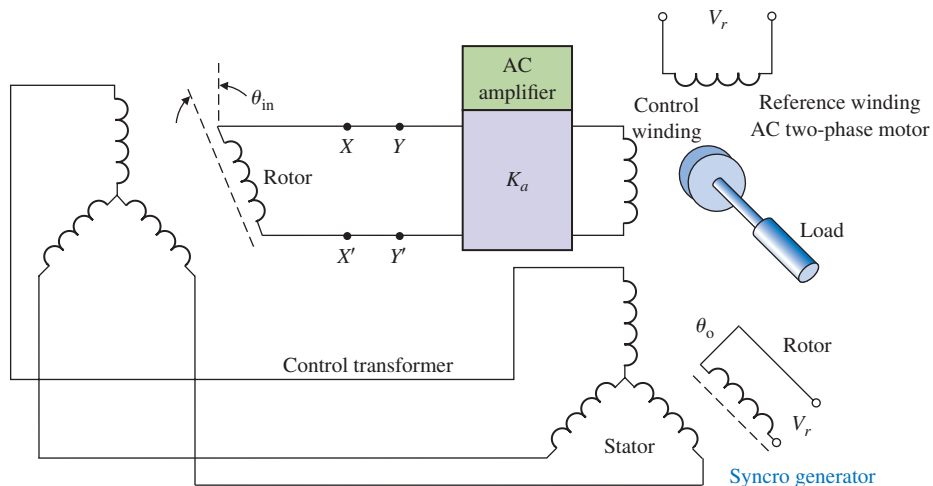 V_r
AC
amplifier
θ_in
Control
winding
Reference winding
AC two-phase motor
X
Y
Rotor
K_a
Load
X′
Y′
θ_o
Rotor
Control transformer
V_r
Stator
Syncro generator